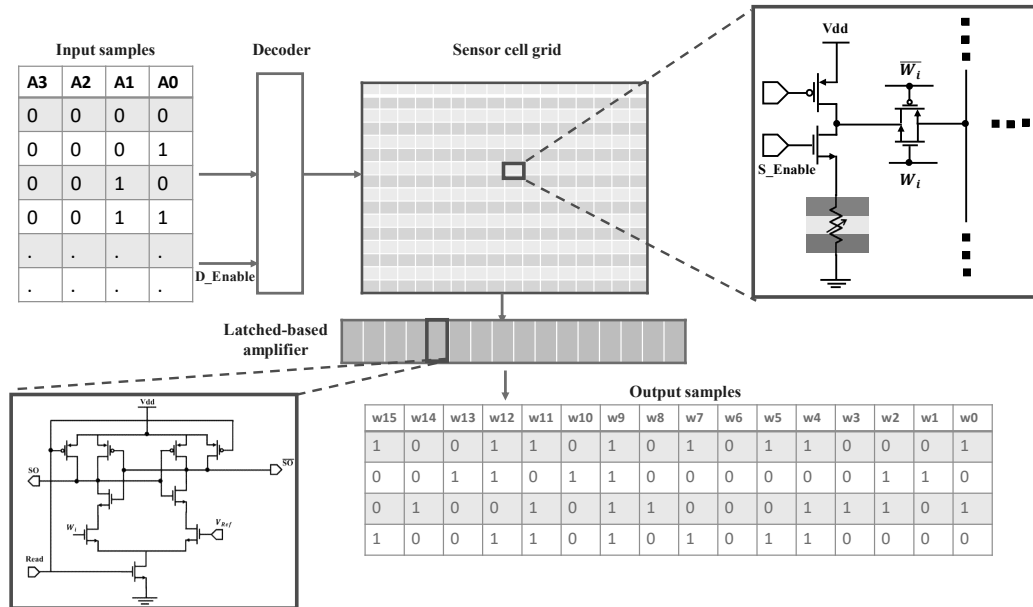 Input samples
A3 A2 A1 A0
0 0 0 0
0 0 0 1
0 0 1 0
0 0 1 1
. . . .
. . . .
Decoder
D_Enable
Sensor cell grid
Vdd
S_Enable
W̅i̅
Wi
Latched-based
amplifier
Vdd
SO
S̅O̅
Wi
VRef
Read
Output samples
w15 w14 w13 w12 w11 w10 w9 w8 w7 w6 w5 w4 w3 w2 w1 w0
1 0 0 1 1 0 1 0 1 0 1 1 0 0 0 1
0 0 1 1 0 1 1 0 0 0 0 0 0 1 1 0
0 1 0 0 1 0 1 1 0 0 0 1 1 1 0 1
1 0 0 1 1 0 1 0 1 0 1 1 0 0 0 0